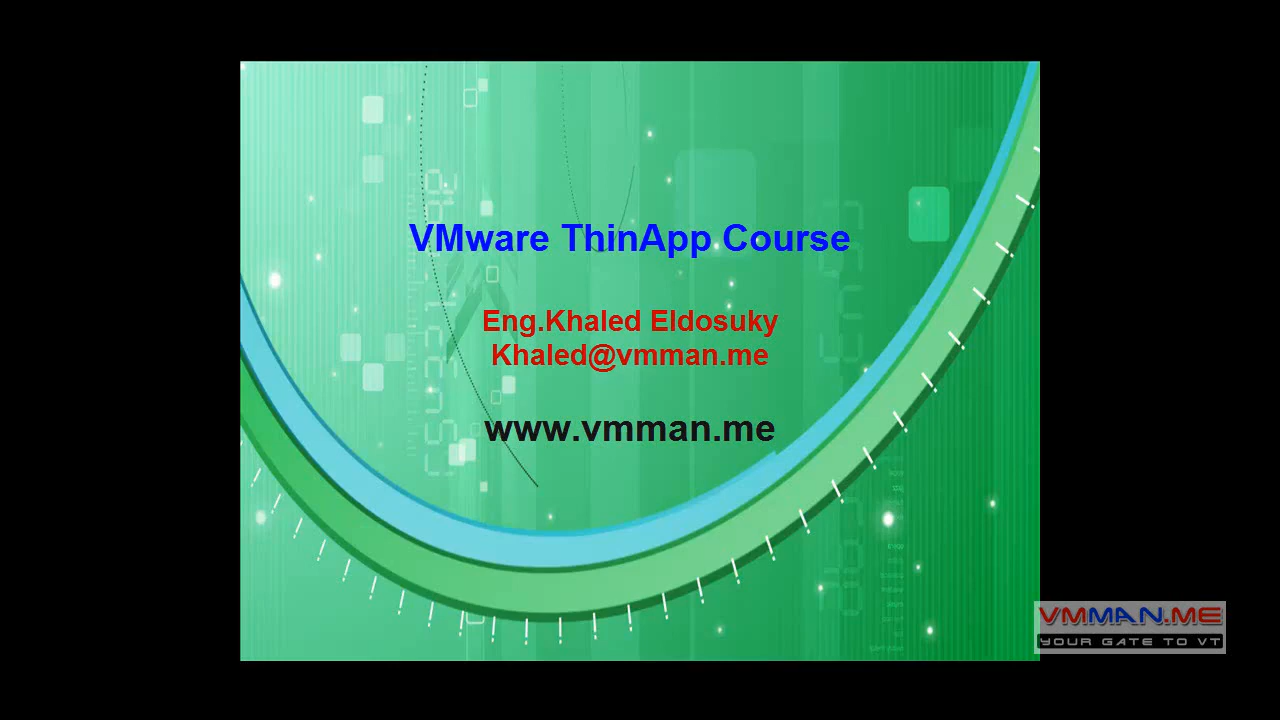 VMware ThinApp Course
Eng.Khaled Eldosuky
Khaled@vmman.me
www.vmman.me
VMMAN.ME
YOUR GATE TO VT